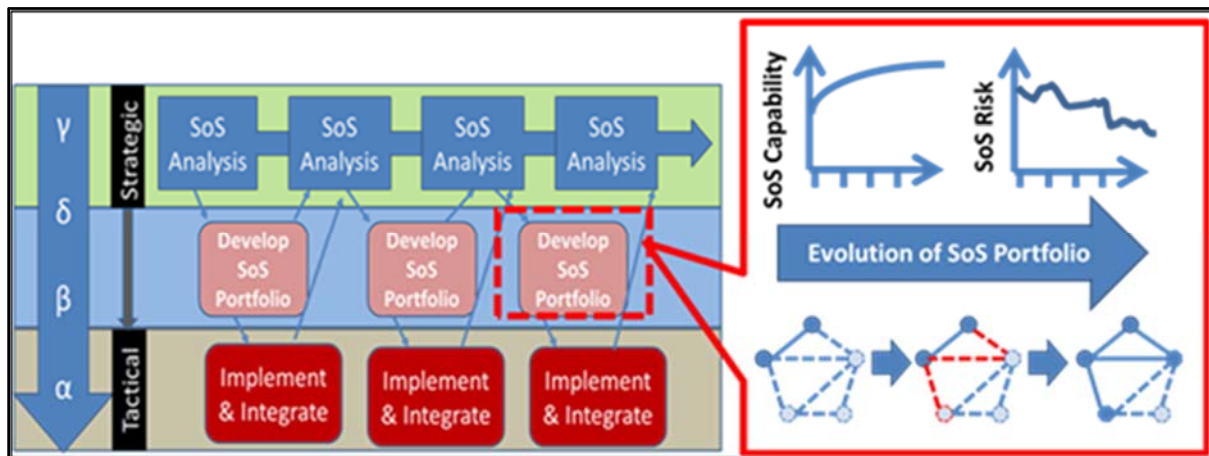 γ
δ
β
α
Strategic
Tactical
SoS
Analysis
SoS
Analysis
SoS
Analysis
SoS
Analysis
Develop
SoS
Portfolio
Develop
SoS
Portfolio
Develop
SoS
Portfolio
Implement
& Integrate
Implement
& Integrate
Implement
& Integrate
SoS Capability
SoS Risk
Evolution of SoS Portfolio